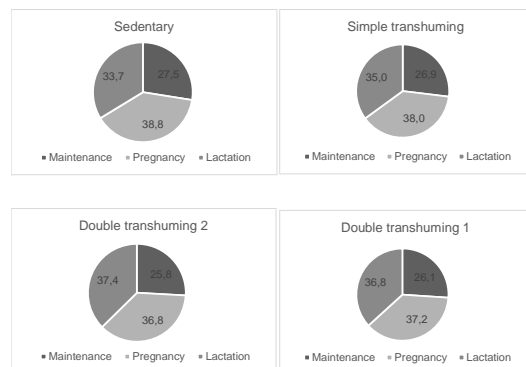 Sedentary
33,7
27,5
38,8
Maintenance Pregnancy Lactation
Simple transhuming
35,0
26,9
38,0
Maintenance Pregnancy Lactation
Double transhuming 2
37,4
25,8
36,8
Maintenance Pregnancy Lactation
Double transhuming 1
36,8
26,1
37,2
Maintenance Pregnancy Lactation